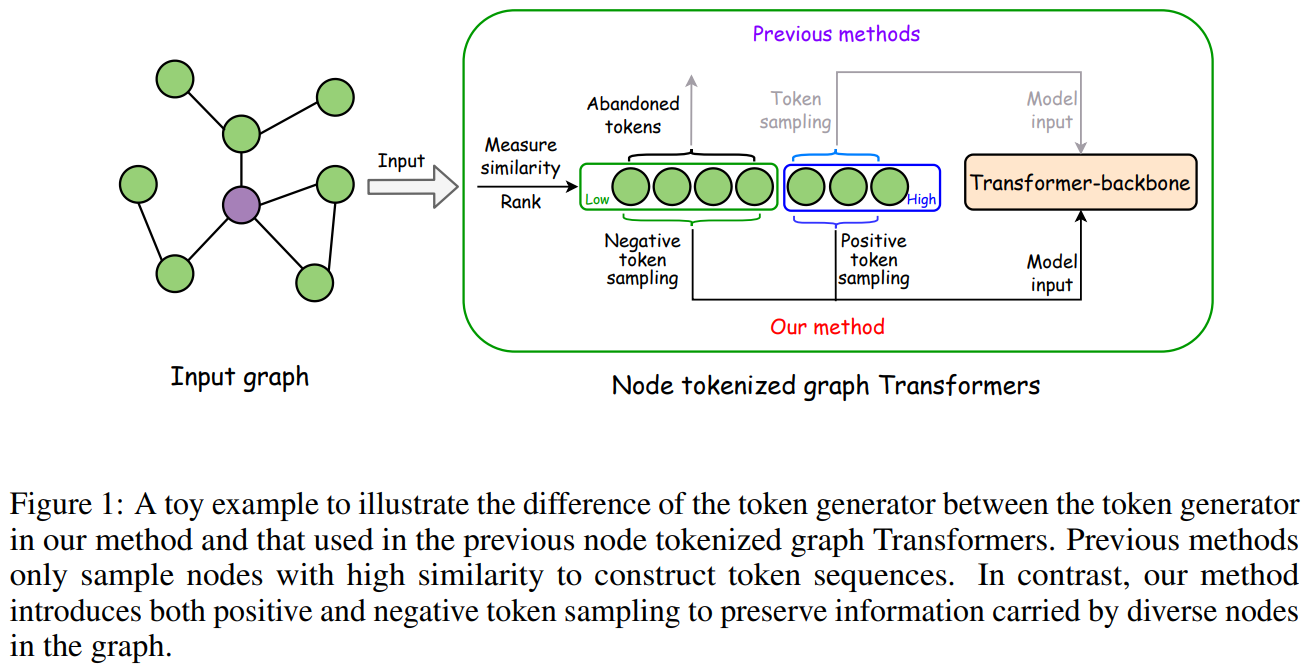 Previous methods
Abandoned
tokens
Token
sampling
Model
input
Measure
similarity
Rank
Input
Low
High
Transformer-backbone
Negative
token
sampling
Positive
token
sampling
Model
input
Our method
Input graph
Node tokenized graph Transformers
Figure 1: A toy example to illustrate the difference of the token generator between the token generator
in our method and that used in the previous node tokenized graph Transformers. Previous methods
only sample nodes with high similarity to construct token sequences. In contrast, our method
introduces both positive and negative token sampling to preserve information carried by diverse nodes
in the graph.